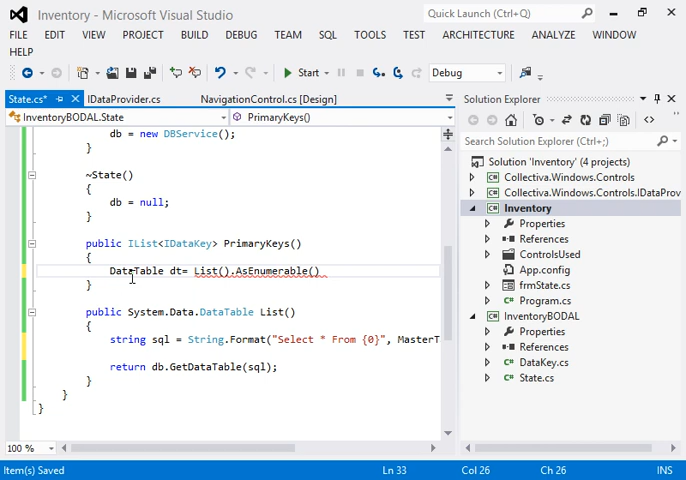 Inventory - Microsoft Visual Studio
Quick Launch (Ctrl+Q)
FILE EDIT VIEW PROJECT BUILD DEBUG TEAM SQL TOOLS TEST ARCHITECTURE ANALYZE WINDOW
HELP
Start Debug
State.cs* IDataProvider.cs NavigationControl.cs [Design]
InventoryBODAL.State PrimaryKeys()
db = new DBService();
}
~State()
{
db = null;
}
public IList<IDataKey> PrimaryKeys()
{
DataTable dt= List().AsEnumerable()
}
public System.Data.DataTable List()
{
string sql = String.Format("Select * From {0}", MasterT
return db.GetDataTable(sql);
}
}
}
100 %
Solution Explorer
Search Solution Explorer (Ctrl+;)
Solution 'Inventory' (4 projects)
Collectiva.Windows.Controls
Collectiva.Windows.Controls.IDataProv
Inventory
Properties
References
ControlsUsed
App.config
frmState.cs
Program.cs
InventoryBODAL
Properties
References
DataKey.cs
State.cs
Item(s) Saved Ln 33 Col 26 Ch 26 INS